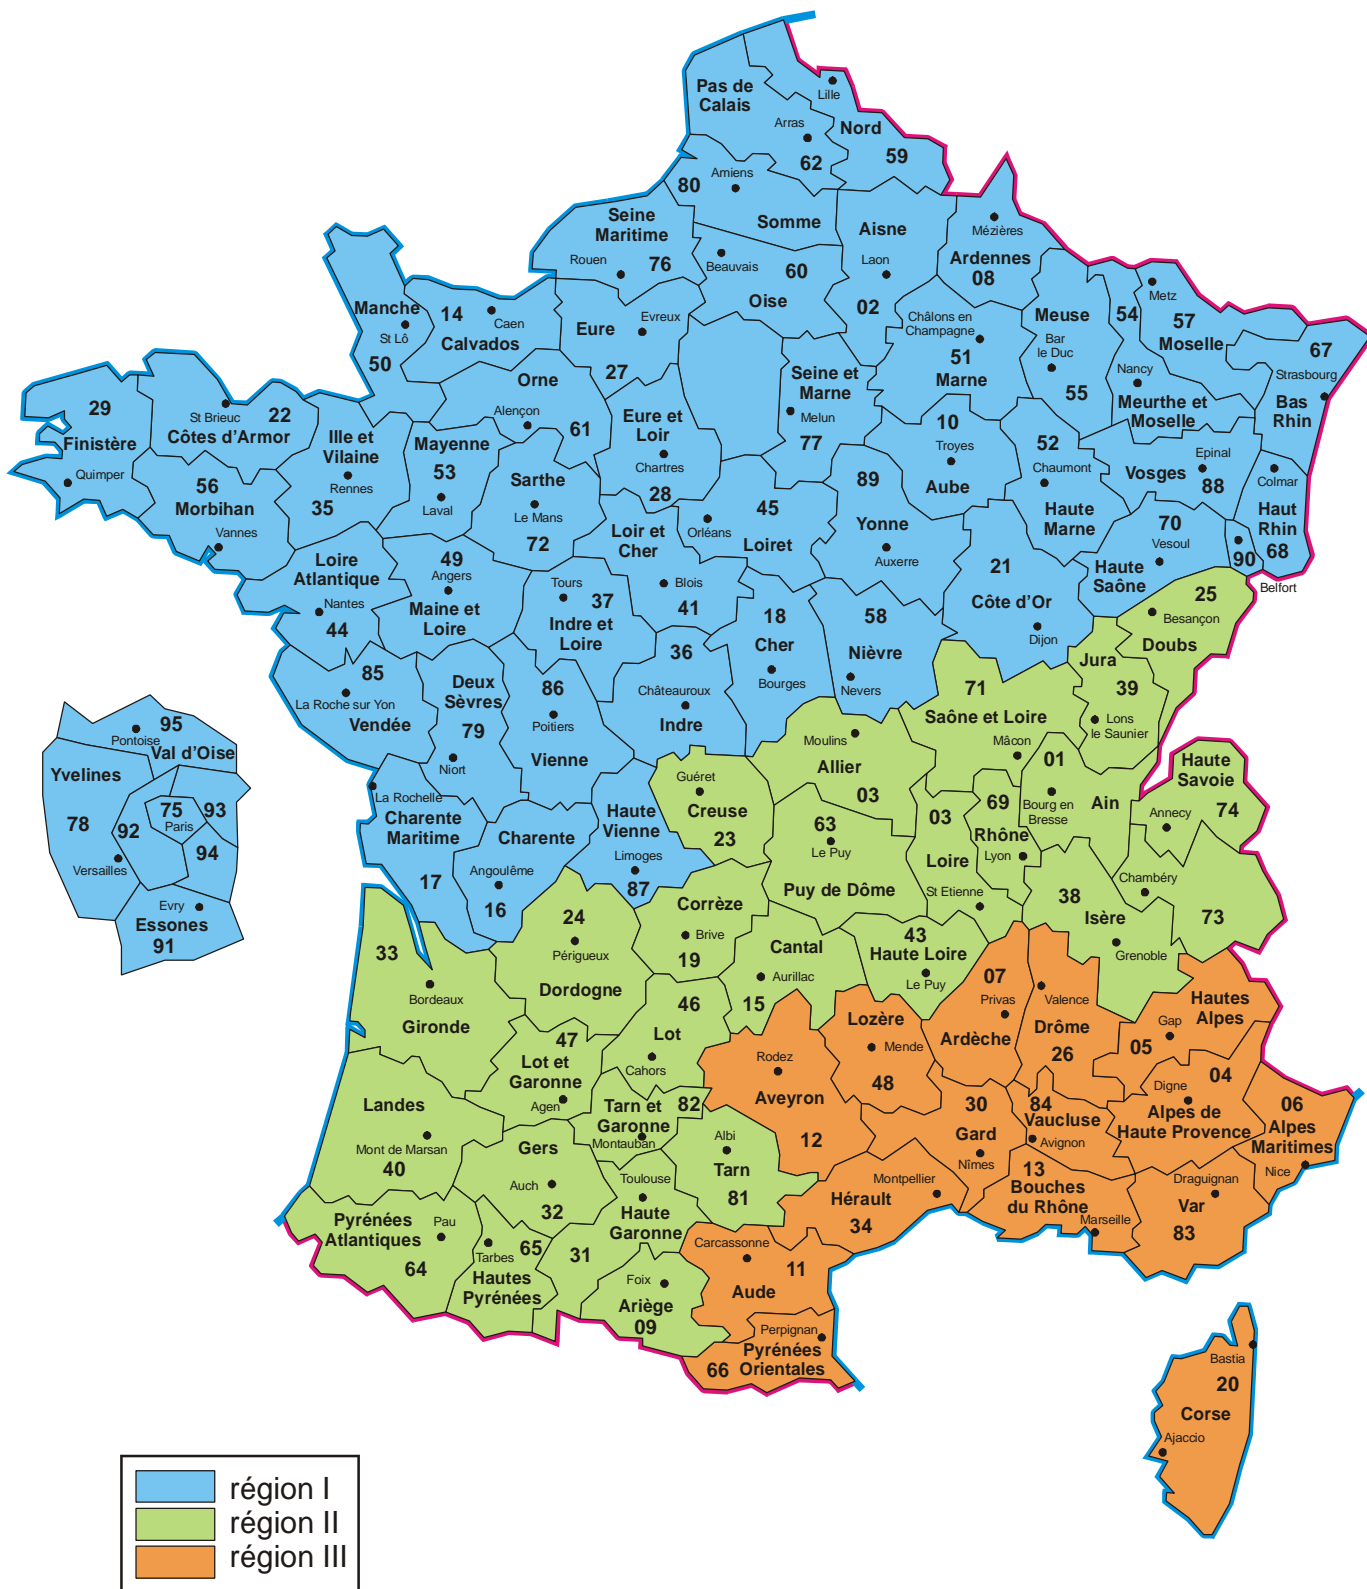 Pas de
Calais
Lille
Arras
Nord
62
59
80
Amiens
Somme
Seine
Maritime
Rouen
76
Beauvais
60
Oise
Aisne
Laon
02
Mézières
Ardennes
08
Manche
St Lô
50
14
Caen
Calvados
Eure
Evreux
27
Châlons en
Champagne
51
Marne
Meuse
Bar
le Duc
55
54
Nancy
Meurthe et
Moselle
Metz
57
Moselle
67
Strasbourg
Bas
Rhin
Orne
Alençon
61
Seine et
Marne
Melun
77
29
Finistère
Quimper
St Brieuc
22
Côtes d'Armor
56
Morbihan
Vannes
Ille et
Vilaine
Rennes
35
Mayenne
53
Laval
Sarthe
Le Mans
72
Eure et
Loir
Chartres
28
10
Troyes
Aube
52
Chaumont
Haute
Marne
Vosges
Epinal
88
Colmar
Haut
Rhin
68
Loir et
Cher
Blois
41
Orléans
45
Loiret
89
Yonne
Auxerre
21
Côte d'Or
Dijon
70
Vesoul
Haute
Saône
90
Belfort
Loire
Atlantique
Nantes
44
49
Angers
Maine et
Loire
Tours
37
Indre et
Loire
18
Cher
Bourges
58
Nièvre
Nevers
25
Besançon
Doubs
Jura
39
Lons
le Saunier
85
La Roche sur Yon
Vendée
Deux
Sèvres
79
Niort
86
Poitiers
Vienne
36
Châteauroux
Indre
71
Saône et Loire
Mâcon
95
Pontoise
Val d'Oise
Yvelines
78
Versailles
92
75
Paris
93
94
Evry
Essones
91
La Rochelle
Charente
Maritime
17
Charente
Angoulême
16
Haute
Vienne
Limoges
87
Guéret
Creuse
23
Moulins
Allier
03
63
Le Puy
Puy de Dôme
03
Loire
St Etienne
69
Rhône
Lyon
01
Bourg en
Bresse
Ain
Haute
Savoie
74
Annecy
Chambéry
73
38
Isère
Grenoble
33
Bordeaux
Gironde
24
Périgueux
Dordogne
Corrèze
Brive
19
Cantal
Aurillac
15
43
Haute Loire
Le Puy
07
Privas
Ardèche
Valence
Drôme
26
Hautes
Alpes
Gap
05
46
Lot
Cahors
47
Lot et
Garonne
Agen
Rodez
Aveyron
12
Lozère
Mende
48
Landes
Mont de Marsan
40
Gers
Auch
32
Tarn et
Garonne
82
Montauban
Albi
Tarn
81
30
Gard
Nîmes
84
Vaucluse
Avignon
04
Digne
Alpes de
Haute Provence
06
Alpes
Maritimes
Nice
Pyrénées
Atlantiques
Pau
64
Tarbes
65
Hautes
Pyrénées
Toulouse
Haute
Garonne
31
Foix
Ariège
09
Montpellier
Hérault
34
13
Bouches
du Rhône
Marseille
Draguignan
Var
83
Carcassonne
11
Aude
Perpignan
66
Pyrénées
Orientales
Bastia
20
Corse
Ajaccio
région I
région II
région III